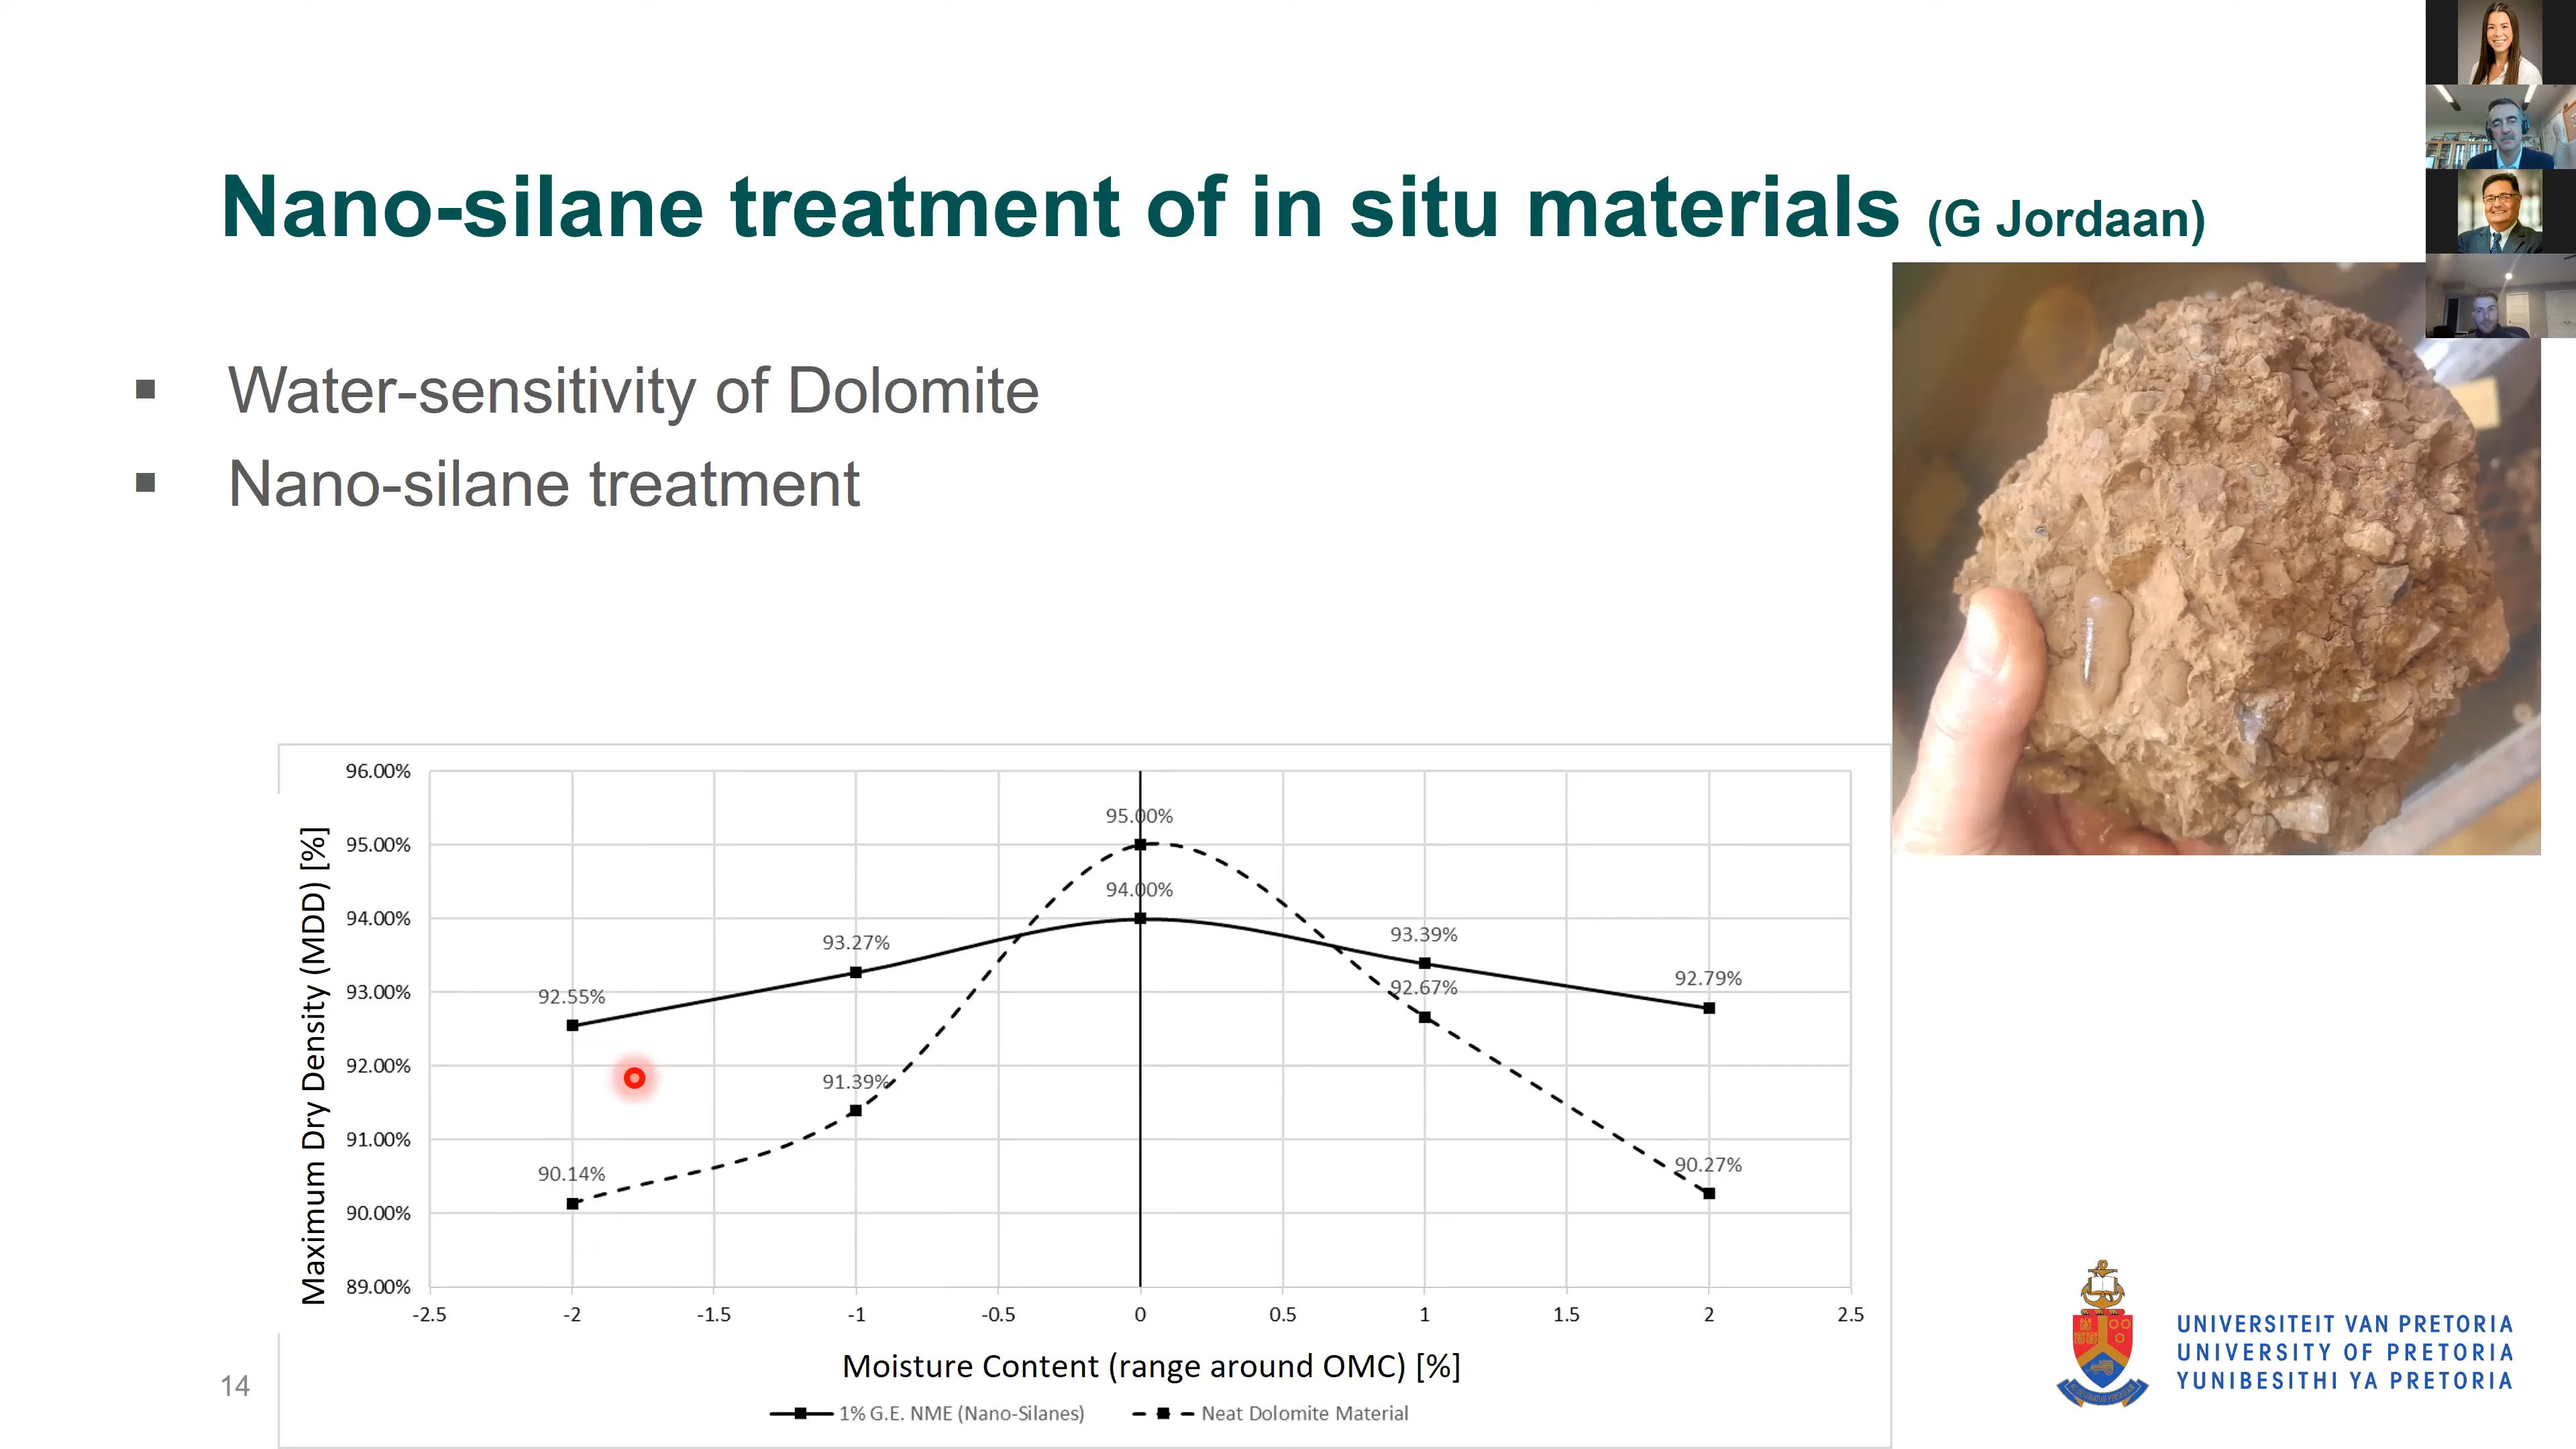 Nano-silane treatment of in situ materials (G Jordaan)
▪ Water-sensitivity of Dolomite
▪ Nano-silane treatment
Maximum Dry Density (MDD) [%]
96.00%
95.00%
94.00%
93.00%
92.00%
91.00%
90.00%
89.00%
95.00%
94.00%
93.27%
93.39%
92.55%
92.67%
92.79%
91.39%
90.14%
90.27%
-2.5 -2 -1.5 -1 -0.5 0 0.5 1 1.5 2 2.5
Moisture Content (range around OMC) [%]
1% G.E. NME (Nano-Silanes) Neat Dolomite Material
14
UNIVERSITEIT VAN PRETORIA
UNIVERSITY OF PRETORIA
YUNIBESITHI YA PRETORIA